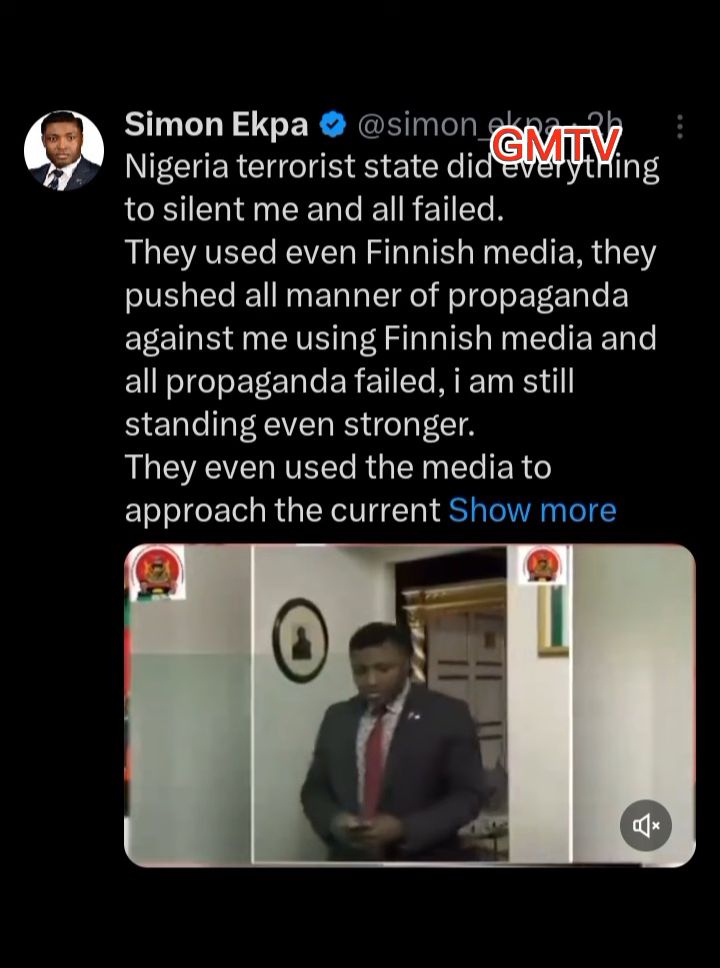 Simon Ekpa @simon_ekpa · 2h
GMTV
Nigeria terrorist state did everything
to silent me and all failed.
They used even Finnish media, they
pushed all manner of propaganda
against me using Finnish media and
all propaganda failed, i am still
standing even stronger.
They even used the media to
approach the current Show more